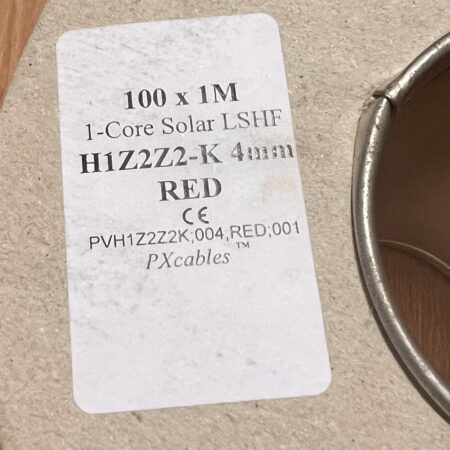 100 x 1M
1-Core Solar LSHF
H1Z2Z2-K 4mm
RED
CE
PVH1Z2Z2K;004,RED;001
PXcables™